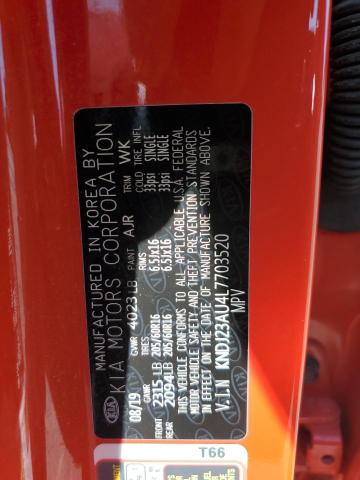 MANUFACTURED IN KOREA BY
KIA MOTORS CORPORATION
08/19 GVWR 4023 LB PAINT AJR TRIM WK
GAWR RIMS COLD TIRE INFL
FRONT 2315 LB 205/60R16 6.5Jx16 33psi SINGLE
REAR 2094 LB 205/60R16 6.5Jx16 33psi SINGLE
THIS VEHICLE CONFORMS TO ALL APPLICABLE U.S.A. FEDERAL
MOTOR VEHICLE SAFETY AND THEFT PREVENTION STANDARDS
IN EFFECT ON THE DATE OF MANUFACTURE SHOWN ABOVE.
V.I.N KNDJ23AU4L7703520
MPV
T66